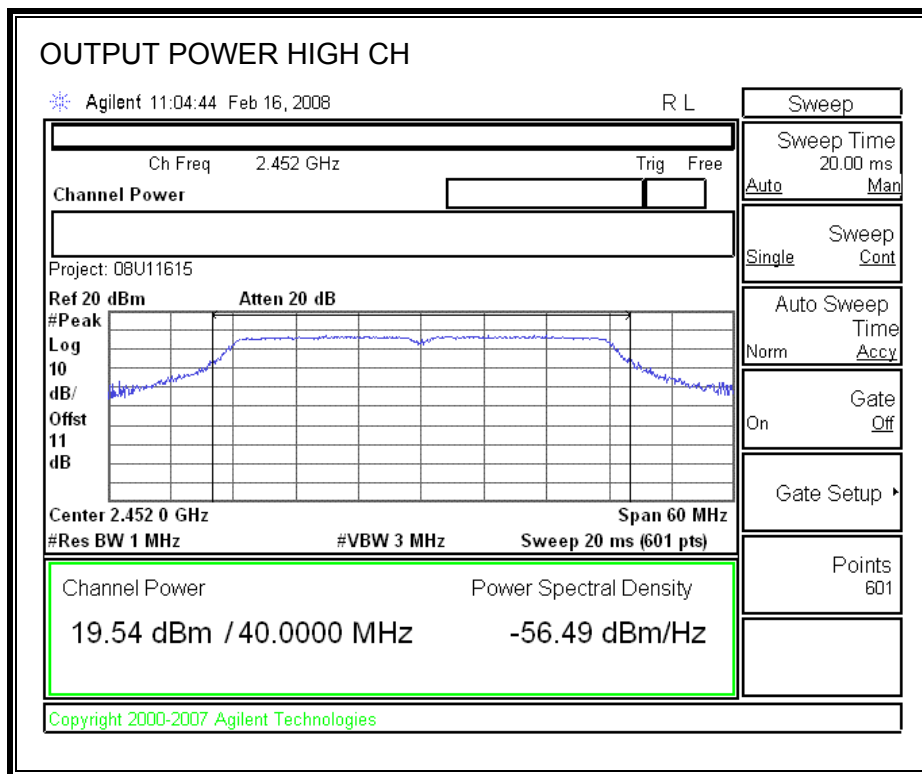 OUTPUT POWER HIGH CH
Agilent 11:04:44 Feb 16, 2008 R L
Ch Freq 2.452 GHz Trig Free
Channel Power
Project: 08U11615
Ref 20 dBm Atten 20 dB
#Peak
Log
10
dB/
Offst
11
dB
Center 2.452 0 GHz Span 60 MHz
#Res BW 1 MHz #VBW 3 MHz Sweep 20 ms (601 pts)
Channel Power Power Spectral Density
19.54 dBm / 40.0000 MHz -56.49 dBm/Hz
Copyright 2000-2007 Agilent Technologies
Sweep
Sweep Time
20.00 ms
Auto Man
Sweep
Single Cont
Auto Sweep
Time
Norm Accy
Gate
On Off
Gate Setup
Points
601